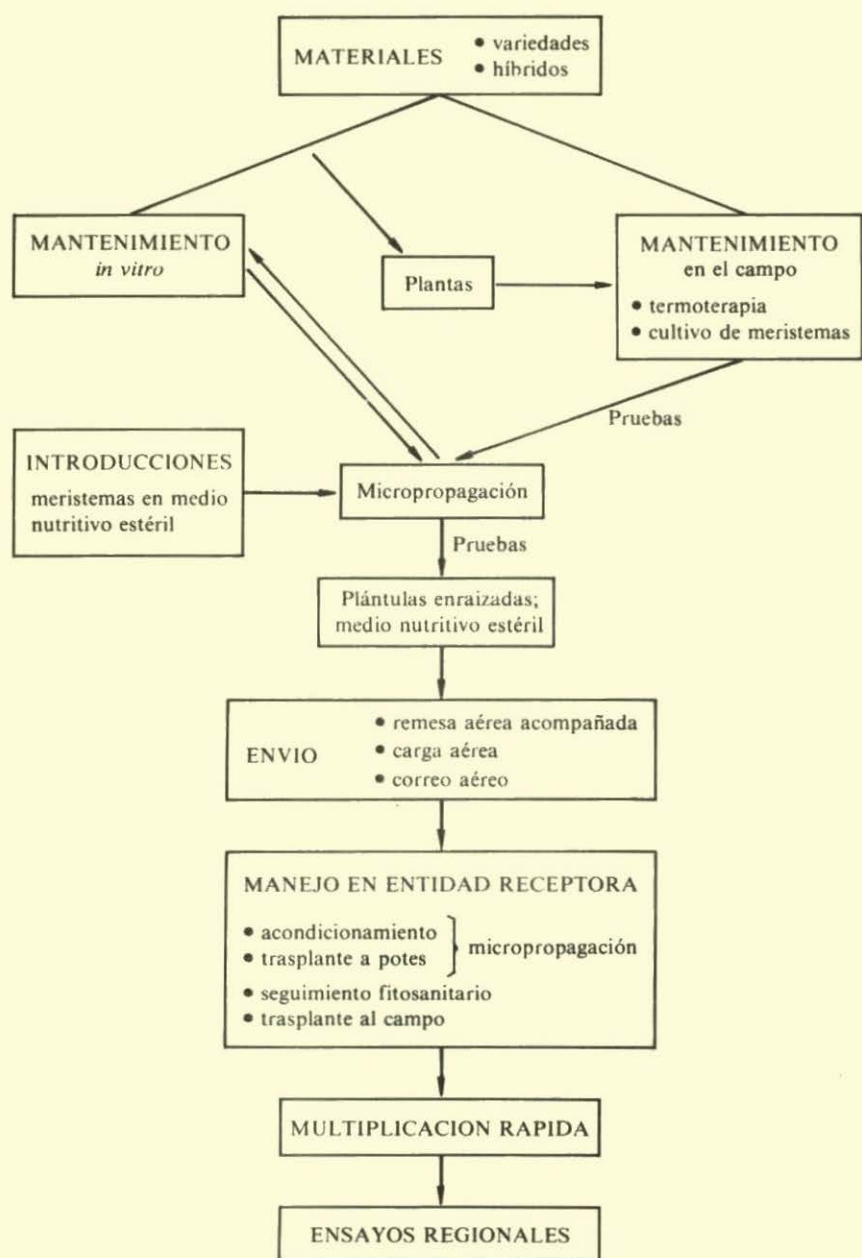 MATERIALES
• variedades
• híbridos
MANTENIMIENTO
in vitro
Plantas
MANTENIMIENTO
en el campo
• termoterapia
• cultivo de meristemas
Pruebas
INTRODUCCIONES
meristemas en medio
nutritivo estéril
Micropropagación
Pruebas
Plántulas enraizadas;
medio nutritivo estéril
ENVIO
• remesa aérea acompañada
• carga aérea
• correo aéreo
MANEJO EN ENTIDAD RECEPTORA
• acondicionamiento
• trasplante a potes
micropropagación
• seguimiento fitosanitario
• trasplante al campo
MULTIPLICACION RAPIDA
ENSAYOS REGIONALES